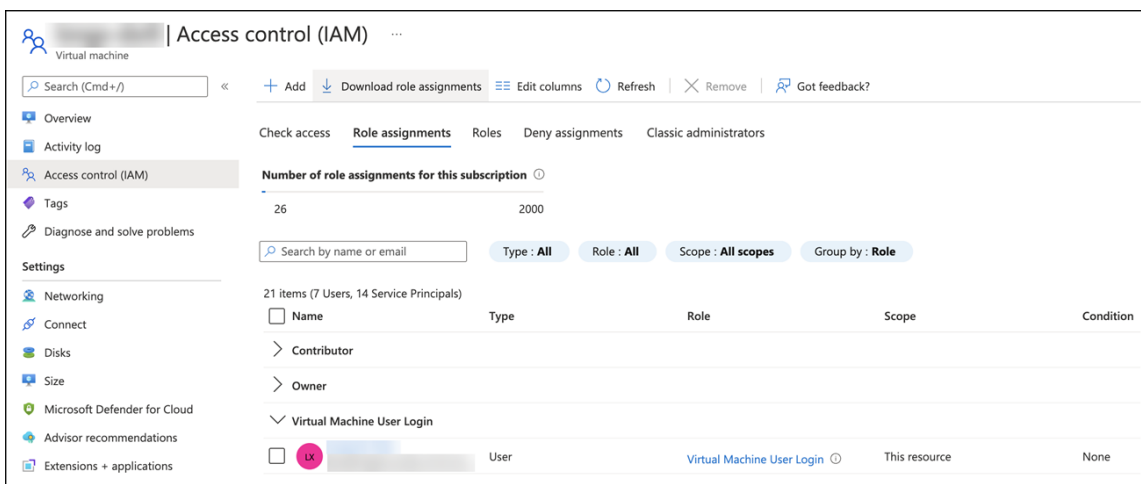 | Access control (IAM) ...
Virtual machine
Search (Cmd+/) «
Add Download role assignments Edit columns Refresh Remove Got feedback?
Overview
Activity log
Access control (IAM)
Tags
Diagnose and solve problems
Settings
Networking
Connect
Disks
Size
Microsoft Defender for Cloud
Advisor recommendations
Extensions + applications
Check access Role assignments Roles Deny assignments Classic administrators
Number of role assignments for this subscription
26 2000
Search by name or email Type : All Role : All Scope : All scopes Group by : Role
21 items (7 Users, 14 Service Principals)
Name Type Role Scope Condition
Contributor
Owner
Virtual Machine User Login
LX User Virtual Machine User Login This resource None